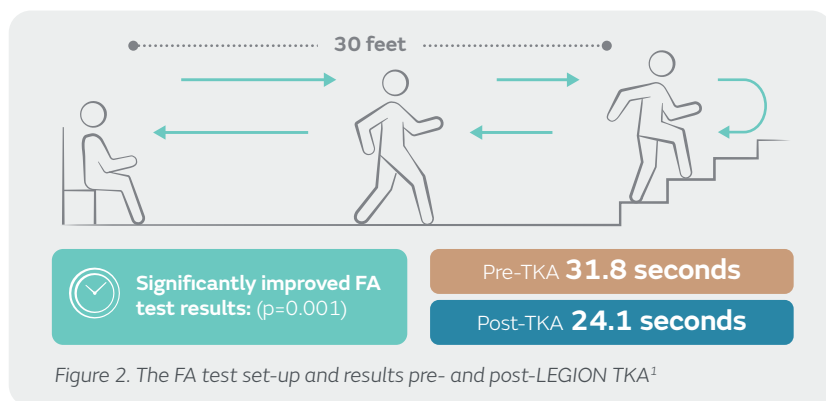 30 feet
Significantly improved FA
test results: (p=0.001)
Pre-TKA 31.8 seconds
Post-TKA 24.1 seconds
Figure 2. The FA test set-up and results pre- and post-LEGION TKA¹